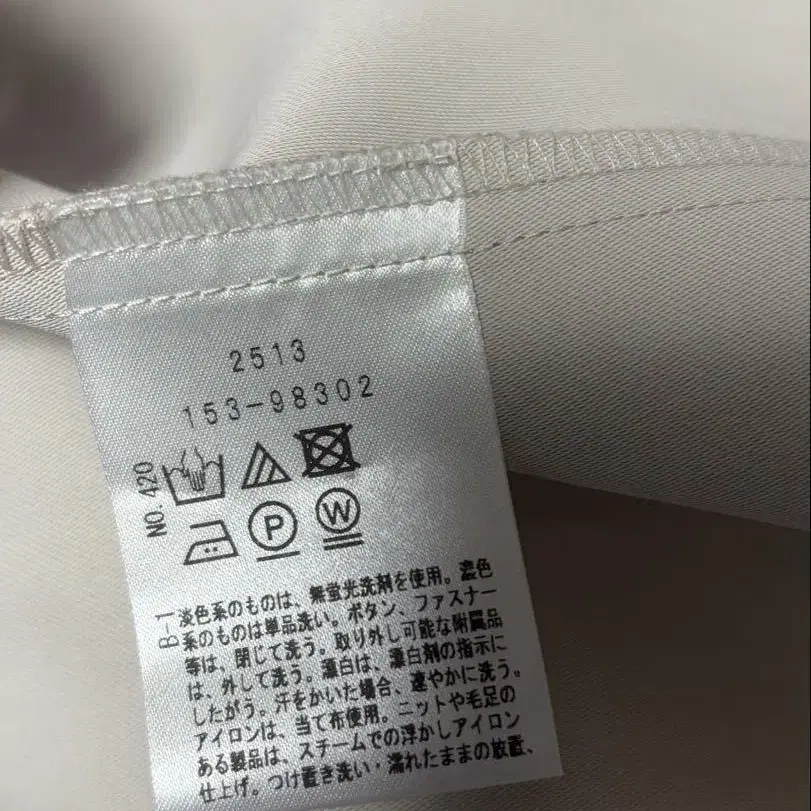 2513
153-98302
NO. 420
P
W
B-1
淡色系のものは、無蛍光洗剤を使用。濃色
系のものは単品洗い。ボタン、ファスナー
等は、閉じて洗う。取り外し可能な附属品
は、外して洗う。漂白は、漂白剤の指示に
したがう。汗をかいた場合、速やかに洗う。
アイロンは、当て布使用。ニットや毛足の
ある製品は、スチームでの浮かしアイロン
仕上げ。つけ置き洗い・濡れたままの放置、